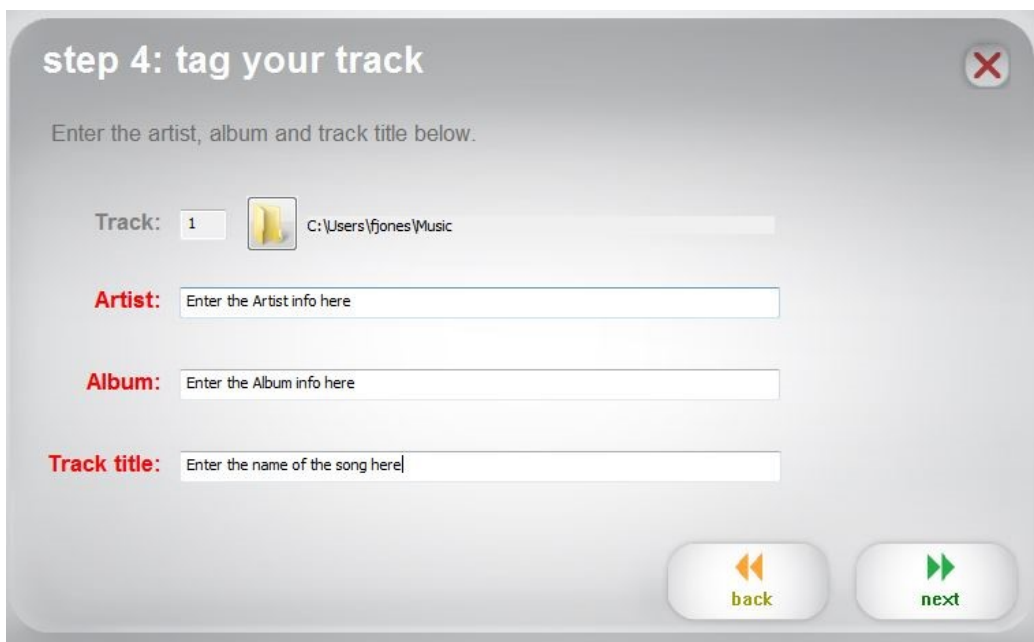 step 4: tag your track
Enter the artist, album and track title below.
Track: 1 C:\Users\fjones\Music
Artist: Enter the Artist info here
Album: Enter the Album info here
Track title: Enter the name of the song here
back next